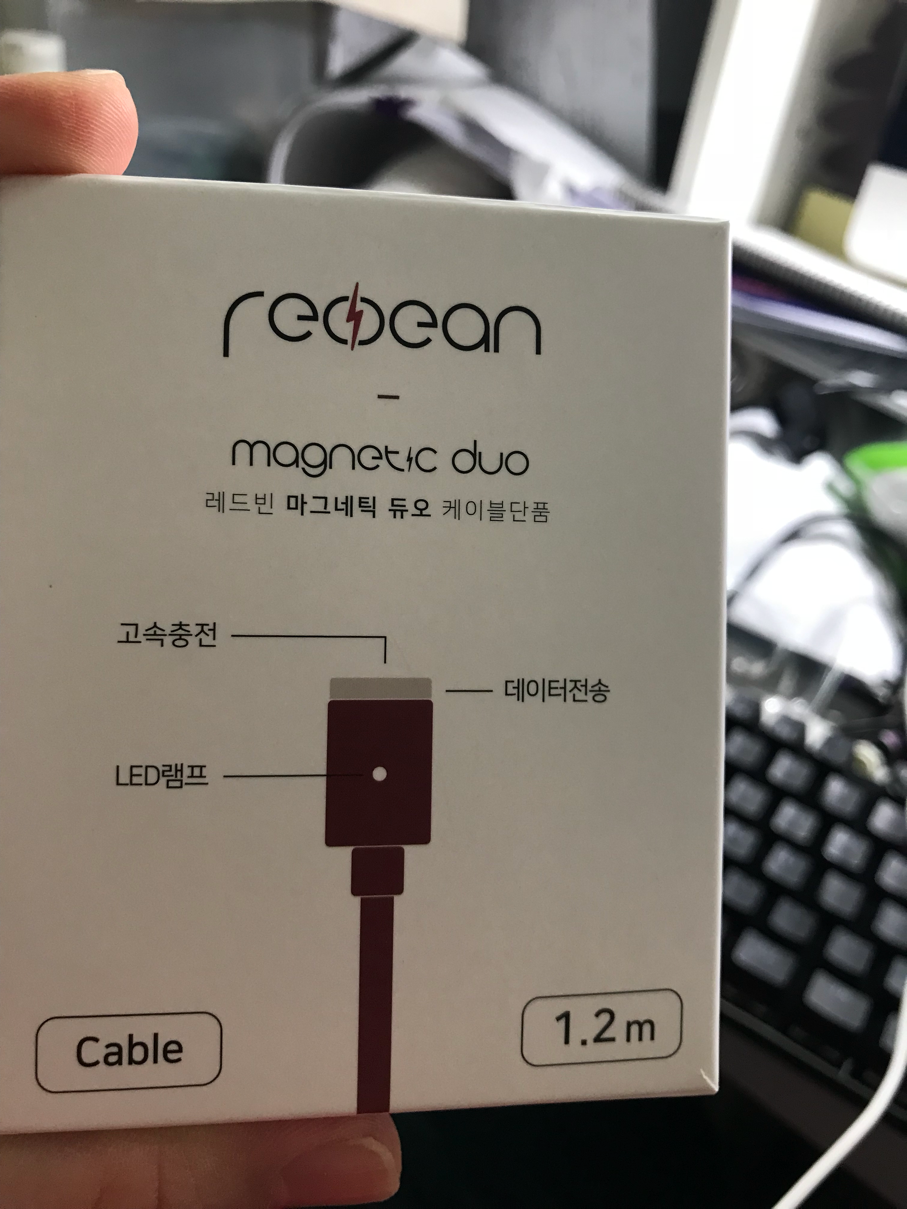 redbean
magnetic duo
레드빈 마그네틱 듀오 케이블단품
고속충전
데이터전송
LED램프
Cable
1.2m